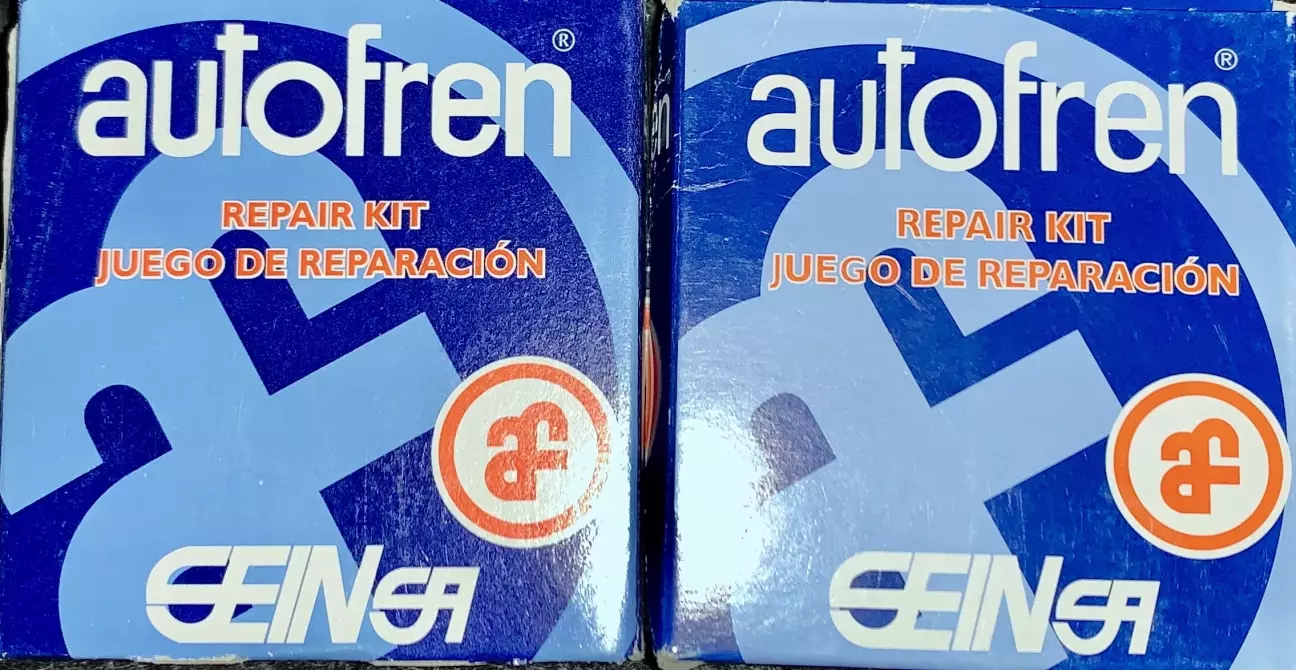 autofren®
REPAIR KIT
JUEGO DE REPARACIÓN
af
SEINSA
autofren®
REPAIR KIT
JUEGO DE REPARACIÓN
af
SEINSA